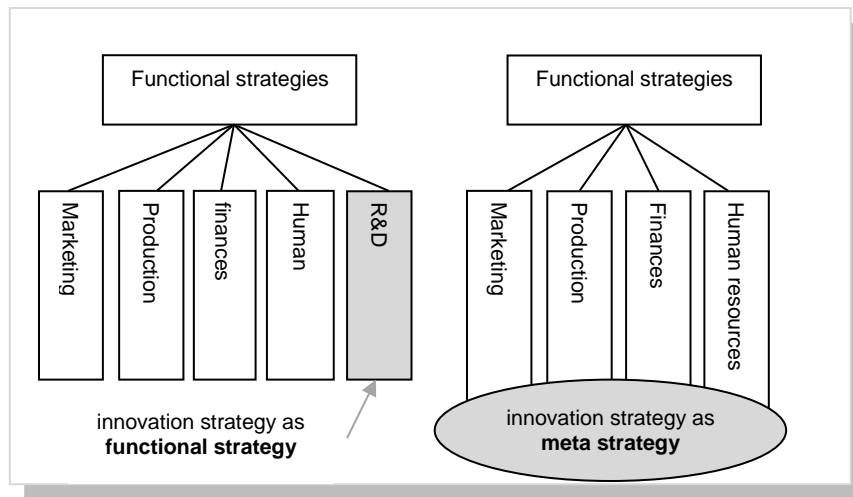 Functional strategies
Marketing
Production
finances
Human
R&D
innovation strategy as
functional strategy
Functional strategies
Marketing
Production
Finances
Human resources
innovation strategy as
meta strategy